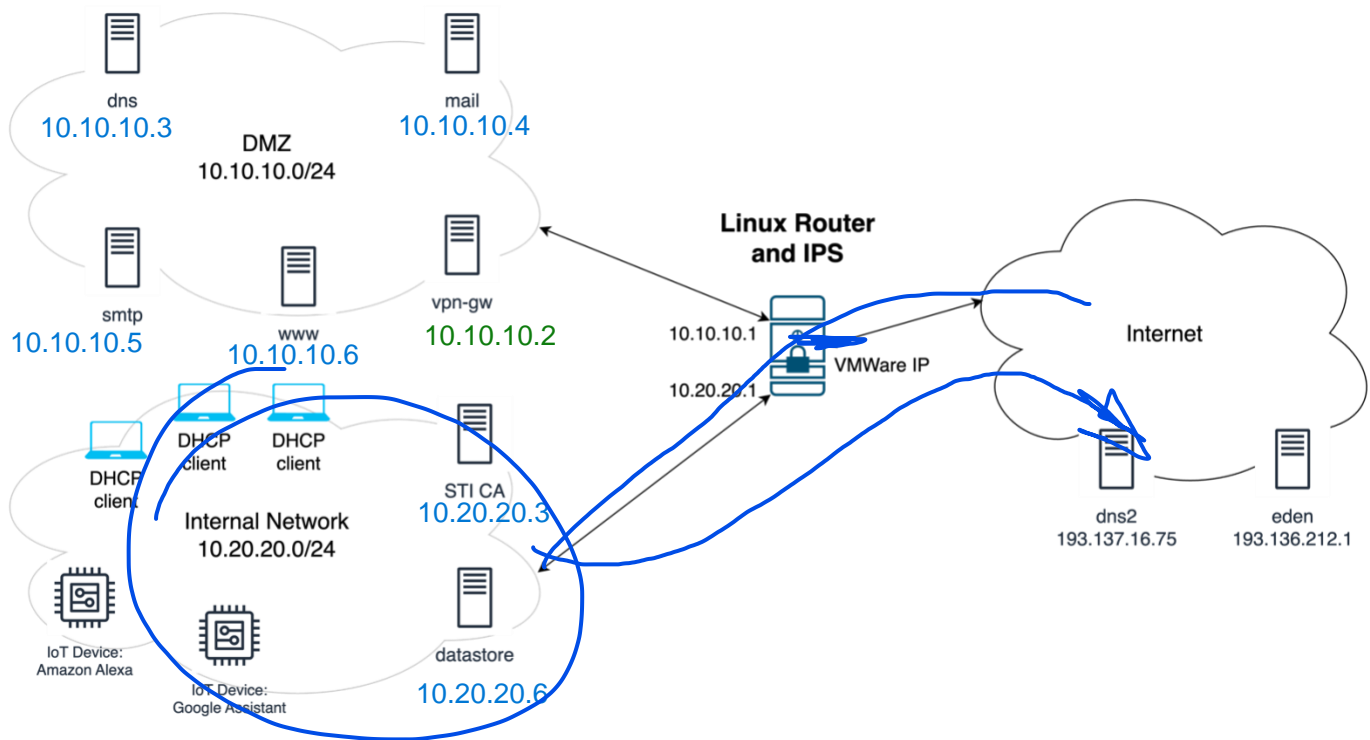 dns
10.10.10.3
mail
10.10.10.4
DMZ
10.10.10.0/24
smtp
10.10.10.5
www
10.10.10.6
vpn-gw
10.10.10.2
Linux Router
and IPS
10.10.10.1
VMWare IP
10.20.20.1
Internet
dns2
193.137.16.75
eden
193.136.212.1
DHCP
client
DHCP
client
DHCP
client
STI CA
10.20.20.3
Internal Network
10.20.20.0/24
IoT Device:
Amazon Alexa
IoT Device:
Google Assistant
datastore
10.20.20.6